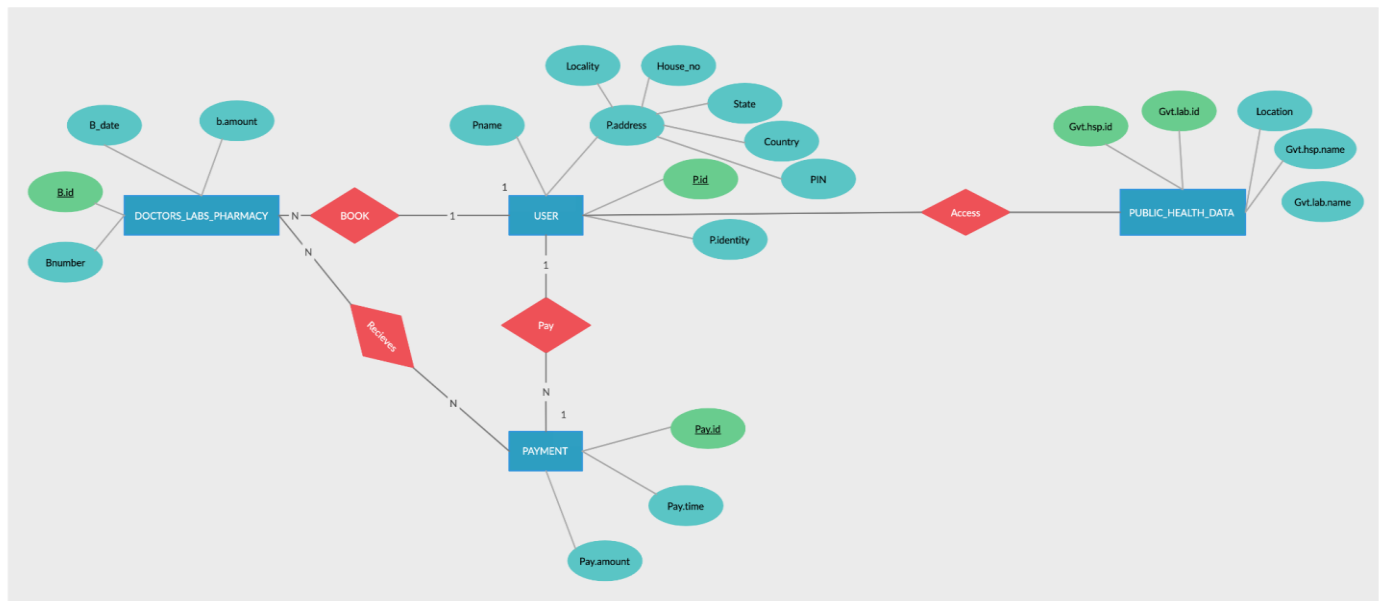 Locality
House_no
State
Country
PIN
P.address
Pname
B_date
b.amount
B.id
Bnumber
DOCTORS_LABS_PHARMACY
N
BOOK
1
1
USER
P.id
P.identity
Access
Gvt.hsp.id
Gvt.lab.id
Location
Gvt.hsp.name
Gvt.lab.name
PUBLIC_HEALTH_DATA
N
Recieves
N
1
Pay
N
1
PAYMENT
Pay.id
Pay.time
Pay.amount